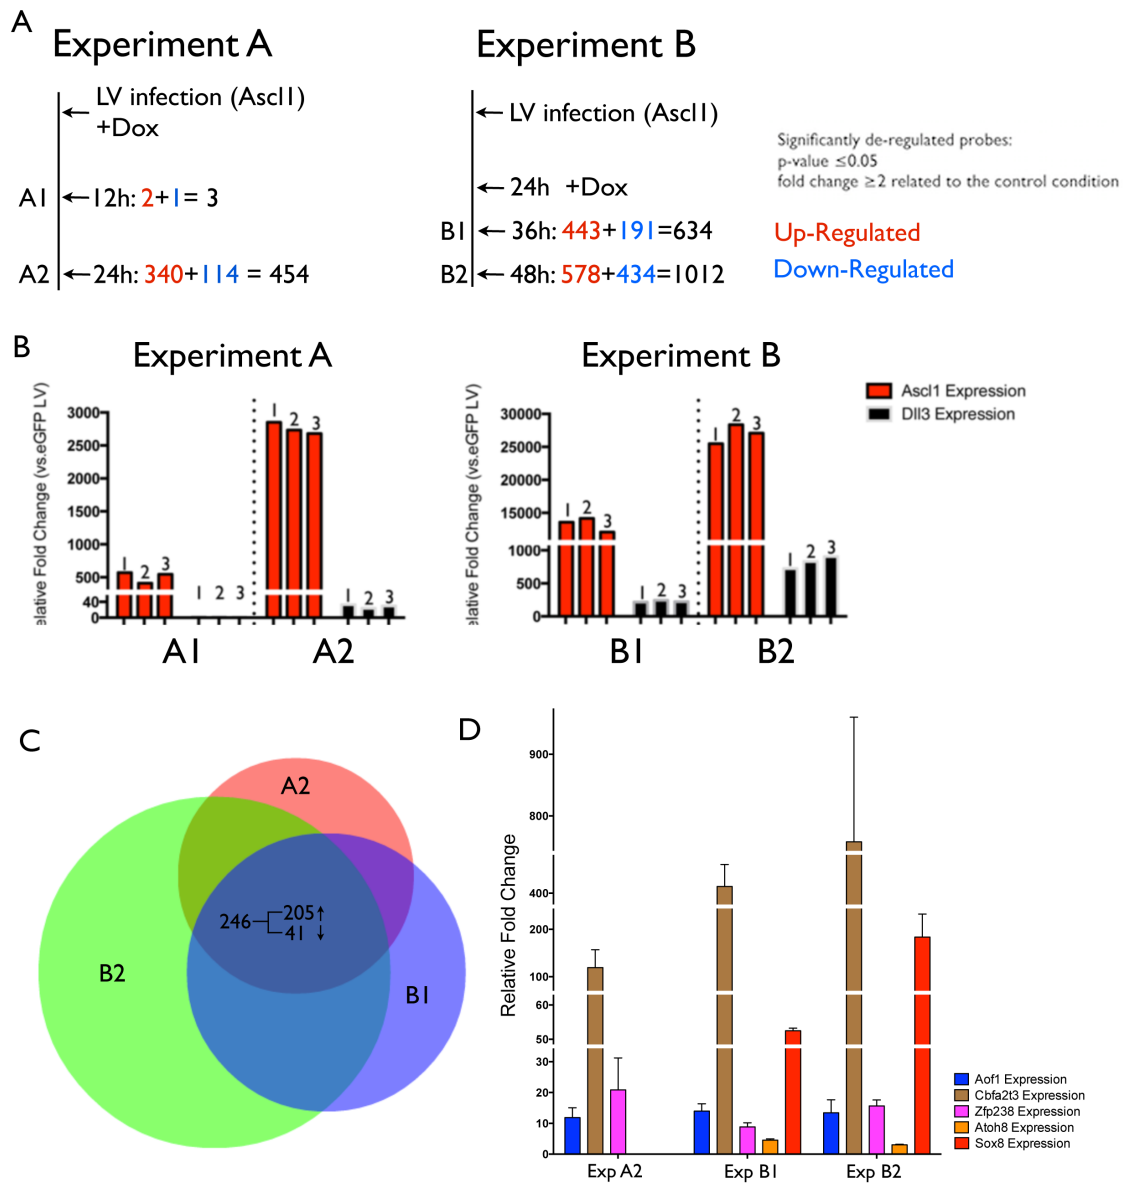 A
Experiment A
LV infection (Ascl1)
+Dox
A1
12h: 2+1= 3
A2
24h: 340+114 = 454
Experiment B
LV infection (Ascl1)
24h +Dox
B1
36h: 443+191=634
B2
48h: 578+434=1012
Significantly de-regulated probes:
p-value ≤0.05
fold change ≥2 related to the control condition
Up-Regulated
Down-Regulated
B
Experiment A
Fold Change (vs.eGFP LV)
3000
2500
2000
1500
1000
500
40
0
1 2 3
1 2 3
1 2 3
1 2 3
A1
A2
Experiment B
Fold Change (vs.eGFP LV)
30000
25000
20000
15000
1000
500
0
1 2 3
1 2 3
1 2 3
1 2 3
B1
B2
Ascl1 Expression
Dll3 Expression
C
A2
B2
B1
246
205↑
41 ↓
D
Relative Fold Change
900
800
400
200
100
60
50
30
20
10
0
Exp A2
Exp B1
Exp B2
Aof1 Expression
Cbfa2t3 Expression
Zfp238 Expression
Atoh8 Expression
Sox8 Expression